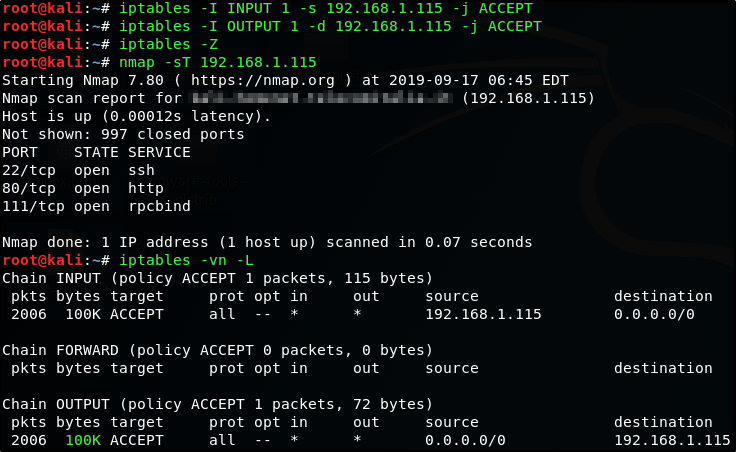 root@kali:~# iptables -I INPUT 1 -s 192.168.1.115 -j ACCEPT
root@kali:~# iptables -I OUTPUT 1 -d 192.168.1.115 -j ACCEPT
root@kali:~# iptables -Z
root@kali:~# nmap -sT 192.168.1.115
Starting Nmap 7.80 ( https://nmap.org ) at 2019-09-17 06:45 EDT
Nmap scan report for (192.168.1.115)
Host is up (0.00012s latency).
Not shown: 997 closed ports
PORT    STATE SERVICE
22/tcp  open  ssh
80/tcp  open  http
111/tcp open  rpcbind
Nmap done: 1 IP address (1 host up) scanned in 0.07 seconds
root@kali:~# iptables -vn -L
Chain INPUT (policy ACCEPT 1 packets, 115 bytes)
 pkts bytes target     prot opt in     out     source               destination
 2006  100K ACCEPT     all  --  *      *       192.168.1.115        0.0.0.0/0
Chain FORWARD (policy ACCEPT 0 packets, 0 bytes)
 pkts bytes target     prot opt in     out     source               destination
Chain OUTPUT (policy ACCEPT 1 packets, 72 bytes)
 pkts bytes target     prot opt in     out     source               destination
 2006  100K ACCEPT     all  --  *      *       0.0.0.0/0            192.168.1.115